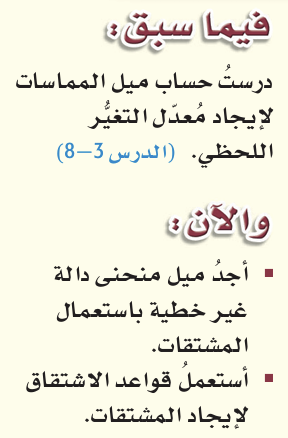 فيما سبق:
درستُ حساب ميل المماسات
لإيجاد مُعدّل التغيُّر
اللحظي. (الدرس 3–8)
والآن:
▪ أجدُ ميل منحنى دالة
غير خطية باستعمال
المشتقات.
▪ أستعملُ قواعد الاشتقاق
لإيجاد المشتقات.